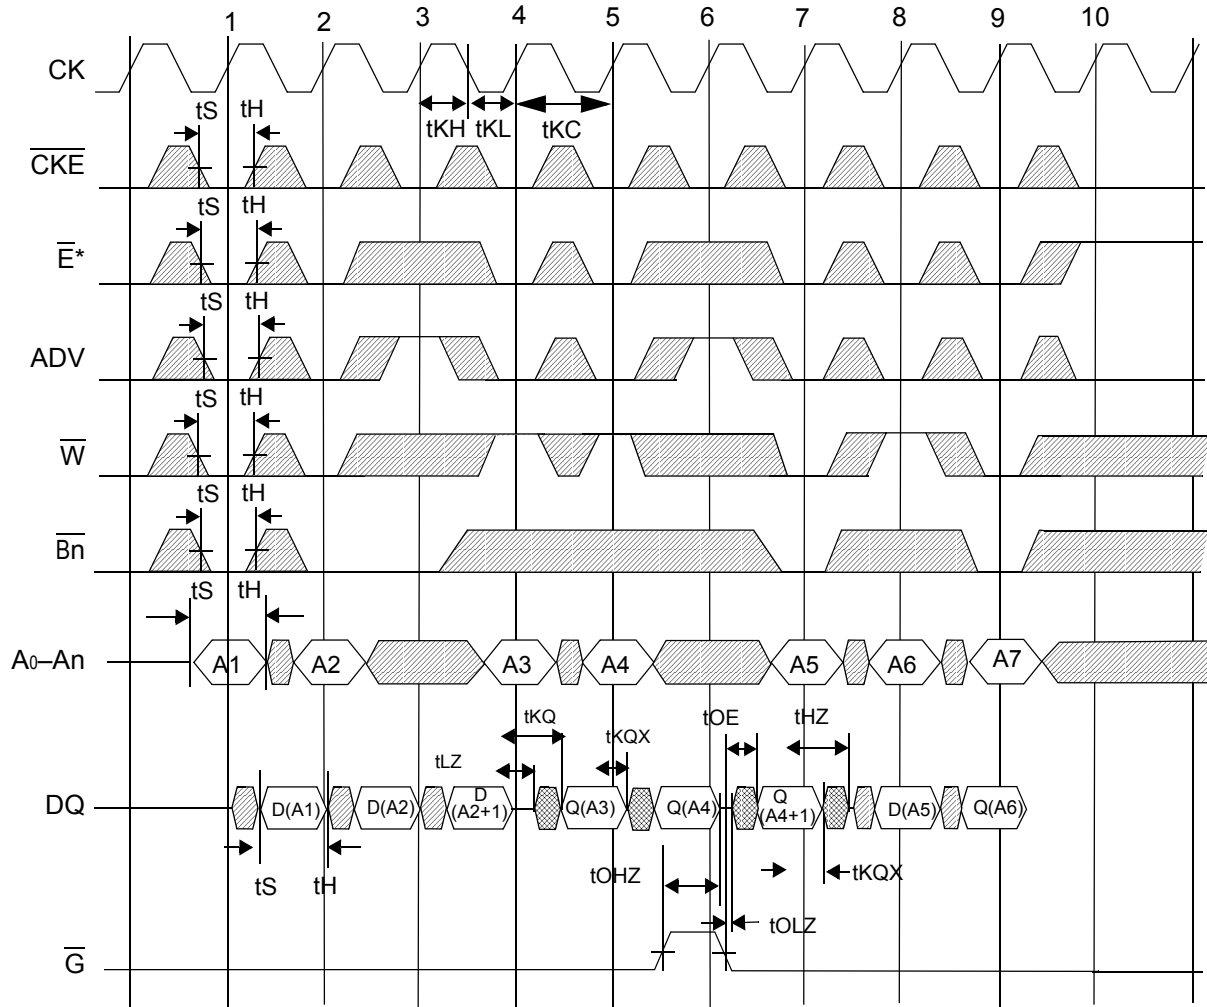 1 2 3 4 5 6 7 8 9 10
CK
tS tH tKH tKL tKC
CKE
tS tH
E*
tS tH
ADV
tS tH
W
tS tH
Bn
tS tH
A0–An A1 A2 A3 A4 A5 A6 A7
tKQ tOE tHZ
tLZ tKQX
DQ D(A1) D(A2) D (A2+1) Q(A3) Q(A4) Q (A4+1) D(A5) Q(A6)
tS tH tOHZ tKQX
tOLZ
G